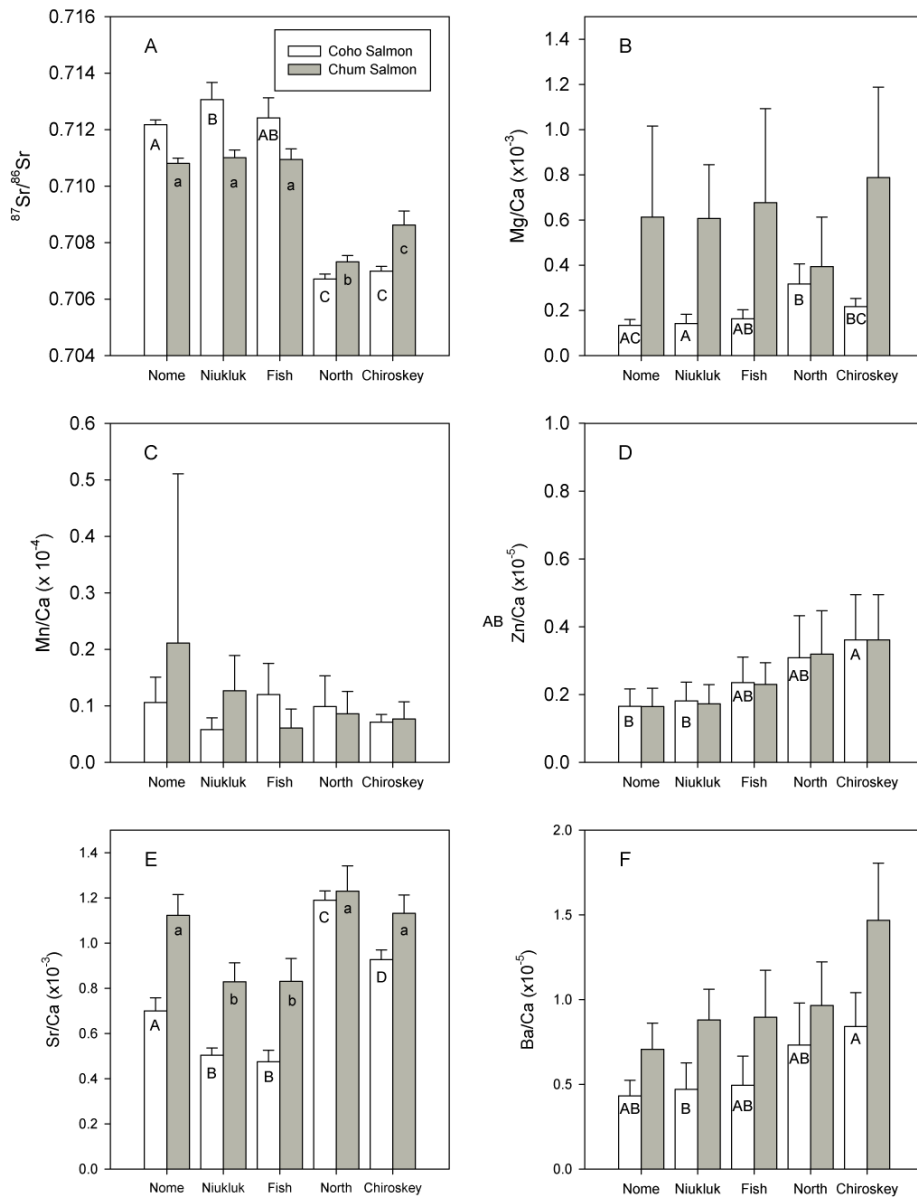 A
Coho Salmon
Chum Salmon
0.716
0.714
0.712
0.710
0.708
0.706
0.704
87Sr/86Sr
A a B a AB a C b C c
Nome Niukluk Fish North Chiroskey
B
1.4
1.2
1.0
0.8
0.6
0.4
0.2
0.0
Mg/Ca (x10-3)
AC A AB B BC
Nome Niukluk Fish North Chiroskey
C
0.6
0.5
0.4
0.3
0.2
0.1
0.0
Mn/Ca (x 10-4)
Nome Niukluk Fish North Chiroskey
D
1.0
0.8
0.6
0.4
0.2
0.0
AB
Zn/Ca (x10-5)
B B AB AB A
Nome Niukluk Fish North Chiroskey
E
1.4
1.2
1.0
0.8
0.6
0.4
0.2
0.0
Sr/Ca (x10-3)
A a B b B b C a D a
Nome Niukluk Fish North Chiroskey
F
2.0
1.5
1.0
0.5
0.0
Ba/Ca (x10-5)
AB B AB AB A
Nome Niukluk Fish North Chiroskey